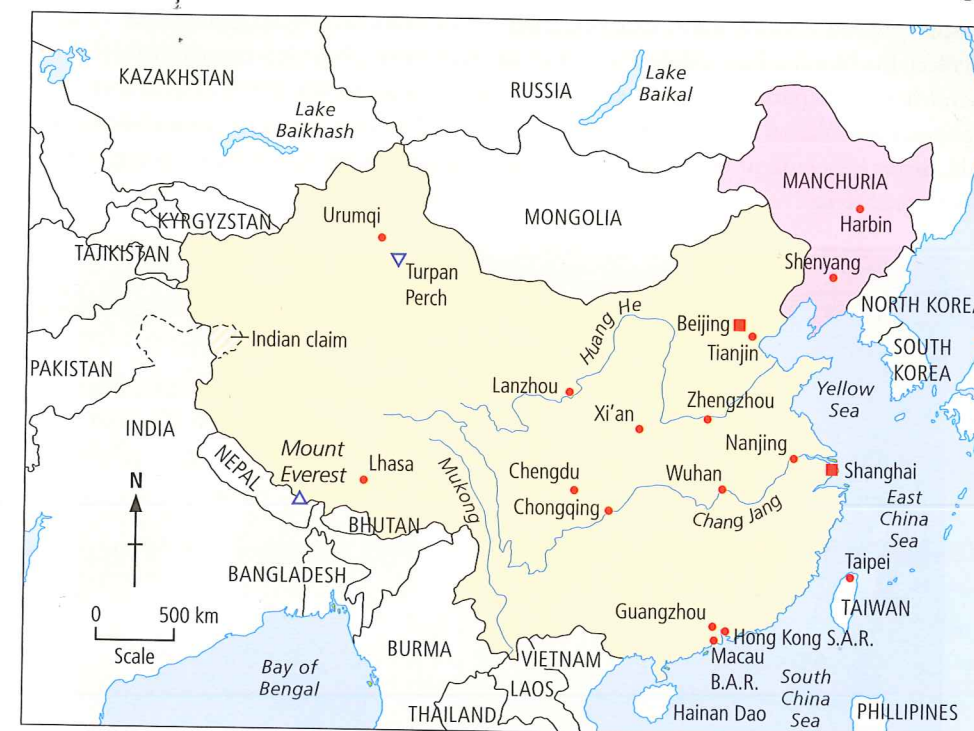 KAZAKHSTAN
RUSSIA
Lake
Baikal
Lake
Baikhash
MANCHURIA
Harbin
KYRGYZSTAN
Urumqi
MONGOLIA
TAJIKISTAN
Turpan
Perch
Shenyang
NORTH KOREA
Huang He
Beijing
Tianjin
Indian claim
SOUTH
KOREA
PAKISTAN
Lanzhou
Yellow
Sea
Xi'an
Zhengzhou
INDIA
Nanjing
NEPAL
Mount
Everest
Lhasa
Mukong
Chengdu
Wuhan
Shanghai
Chongqing
Chang Jang
East
China
Sea
N
BHUTAN
Taipei
BANGLADESH
TAIWAN
0 500 km
Scale
Guangzhou
Hong Kong S.A.R.
Macau
B.A.R.
BURMA
VIETNAM
Bay of
Bengal
LAOS
South
China
Sea
THAILAND
Hainan Dao
PHILLIPINES